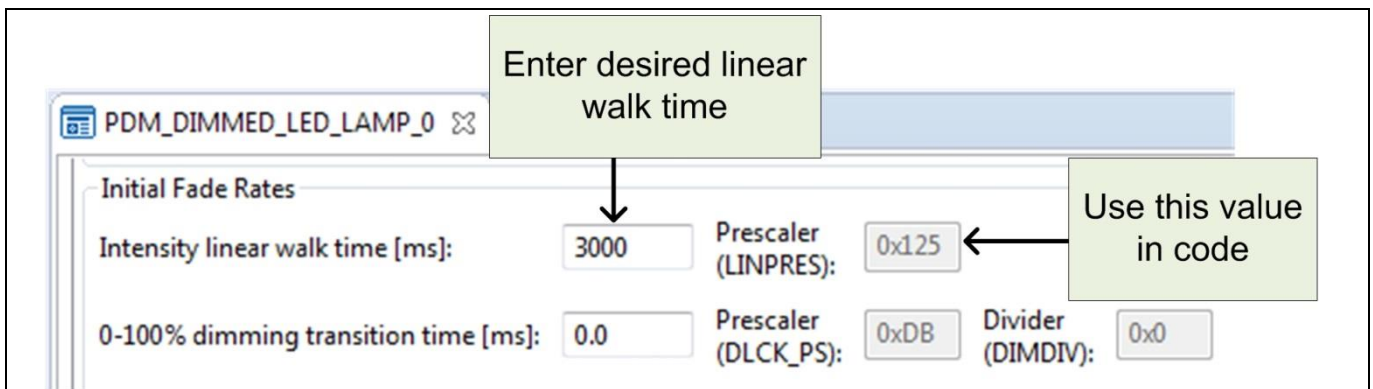 Enter desired linear
walk time
PDM_DIMMED_LED_LAMP_0
Initial Fade Rates
Use this value
in code
Intensity linear walk time [ms]: 3000 Prescaler
(LINPRES): 0x125
0-100% dimming transition time [ms]: 0.0 Prescaler
(DLCK_PS): 0xDB Divider
(DIMDIV): 0x0